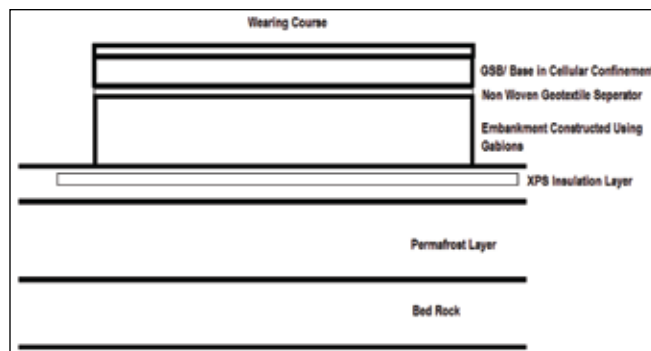 Wearing Course
GSB/ Base in Cellular Confinement
Non Woven Geotextile Seperator
Embankment Constructed Using
Gabions
XPS Insulation Layer
Permafrost Layer
Bed Rock